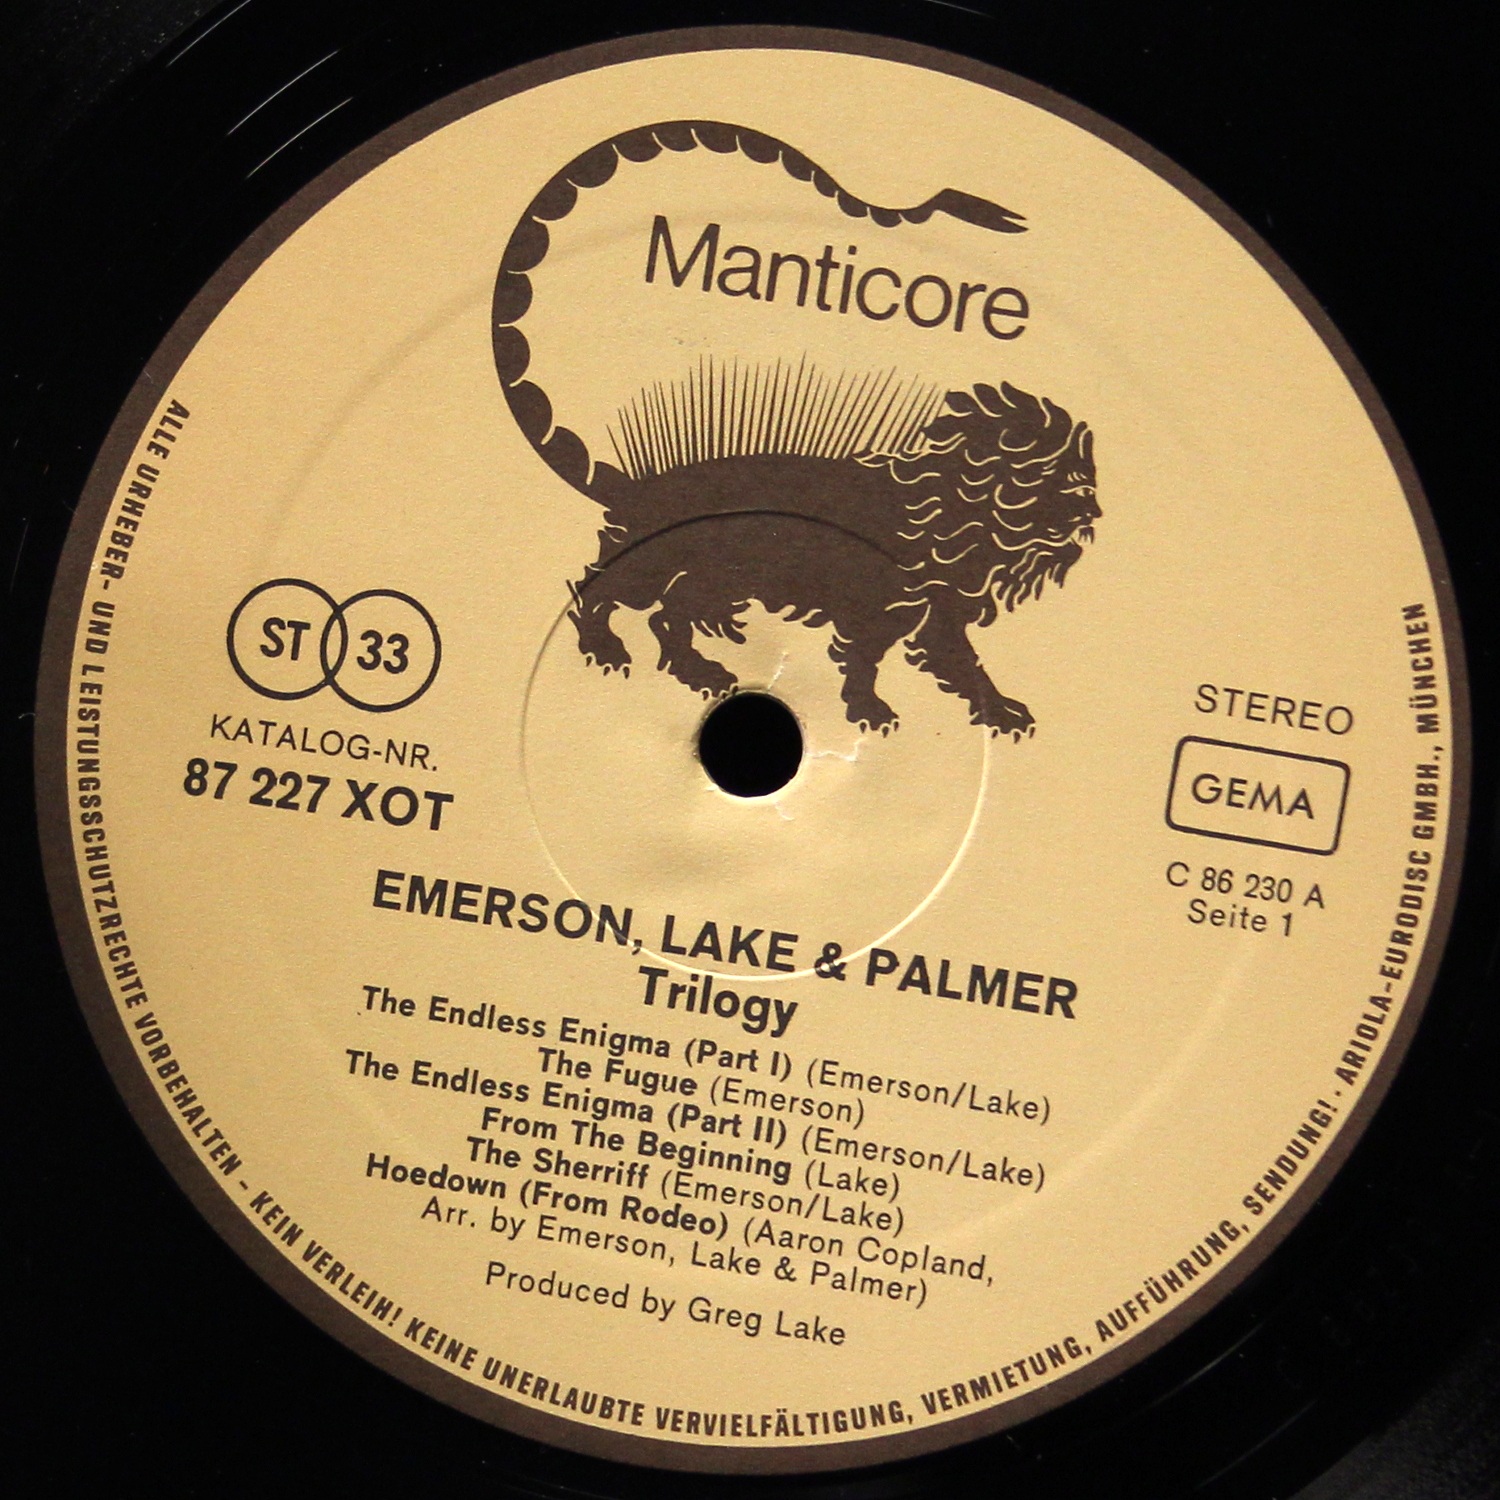 Manticore
ST 33
KATALOG-NR.
87 227 XOT
STEREO
GEMA
C 86 230 A
Seite 1
EMERSON, LAKE & PALMER
Trilogy
The Endless Enigma (Part I) (Emerson/Lake)
The Fugue (Emerson)
The Endless Enigma (Part II) (Emerson/Lake)
From The Beginning (Lake)
The Sherriff (Emerson/Lake)
Hoedown (From Rodeo) (Aaron Copland,
Arr. by Emerson, Lake & Palmer)
Produced by Greg Lake
ALLE URHEBER- UND LEISTUNGSSCHUTZRECHTE VORBEHALTEN - KEIN VERLEIH! KEINE UNERLAUBTE VERVIELFÄLTIGUNG, VERMIETUNG, AUFFÜHRUNG, SENDUNG! · ARIOLA-EURODISC GMBH., MÜNCHEN